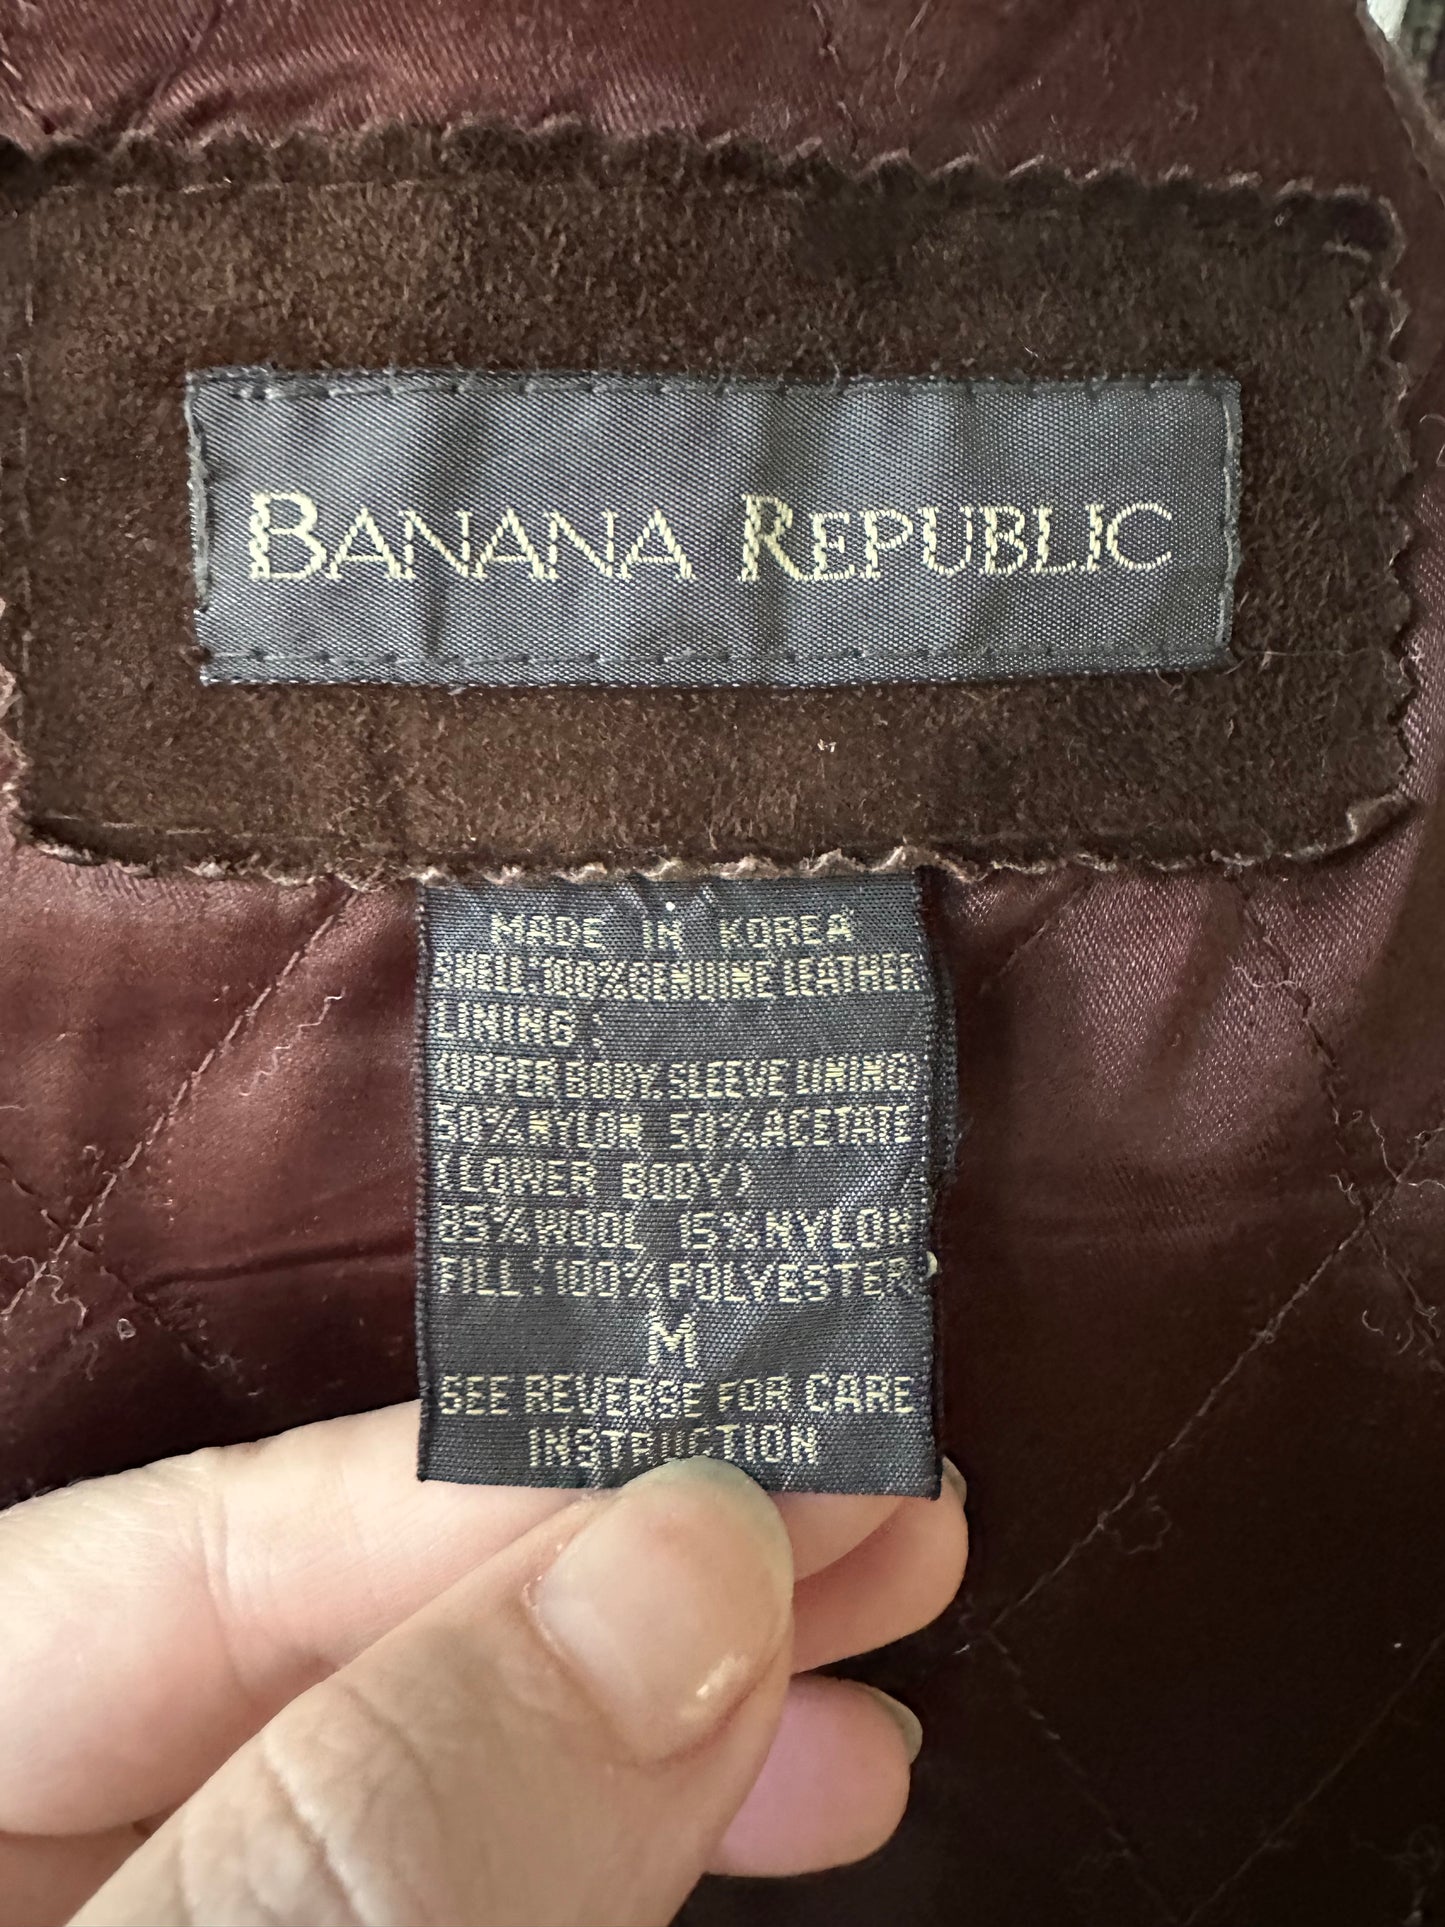 BANANA REPUBLIC
MADE IN KOREA
SHELL:100%GENUINE LEATHER
LINING:
(UPPER BODY, SLEEVE LINING)
50%NYLON 50%ACETATE
(LOWER BODY)
85%WOOL 15%NYLON
FILL:100%POLYESTER
M
SEE REVERSE FOR CARE
INSTRUCTION